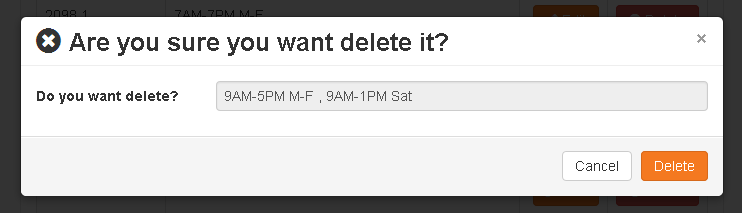 2098.1 7AM-7PM M-F
Are you sure you want delete it?
×
Do you want delete? 9AM-5PM M-F , 9AM-1PM Sat
Cancel Delete